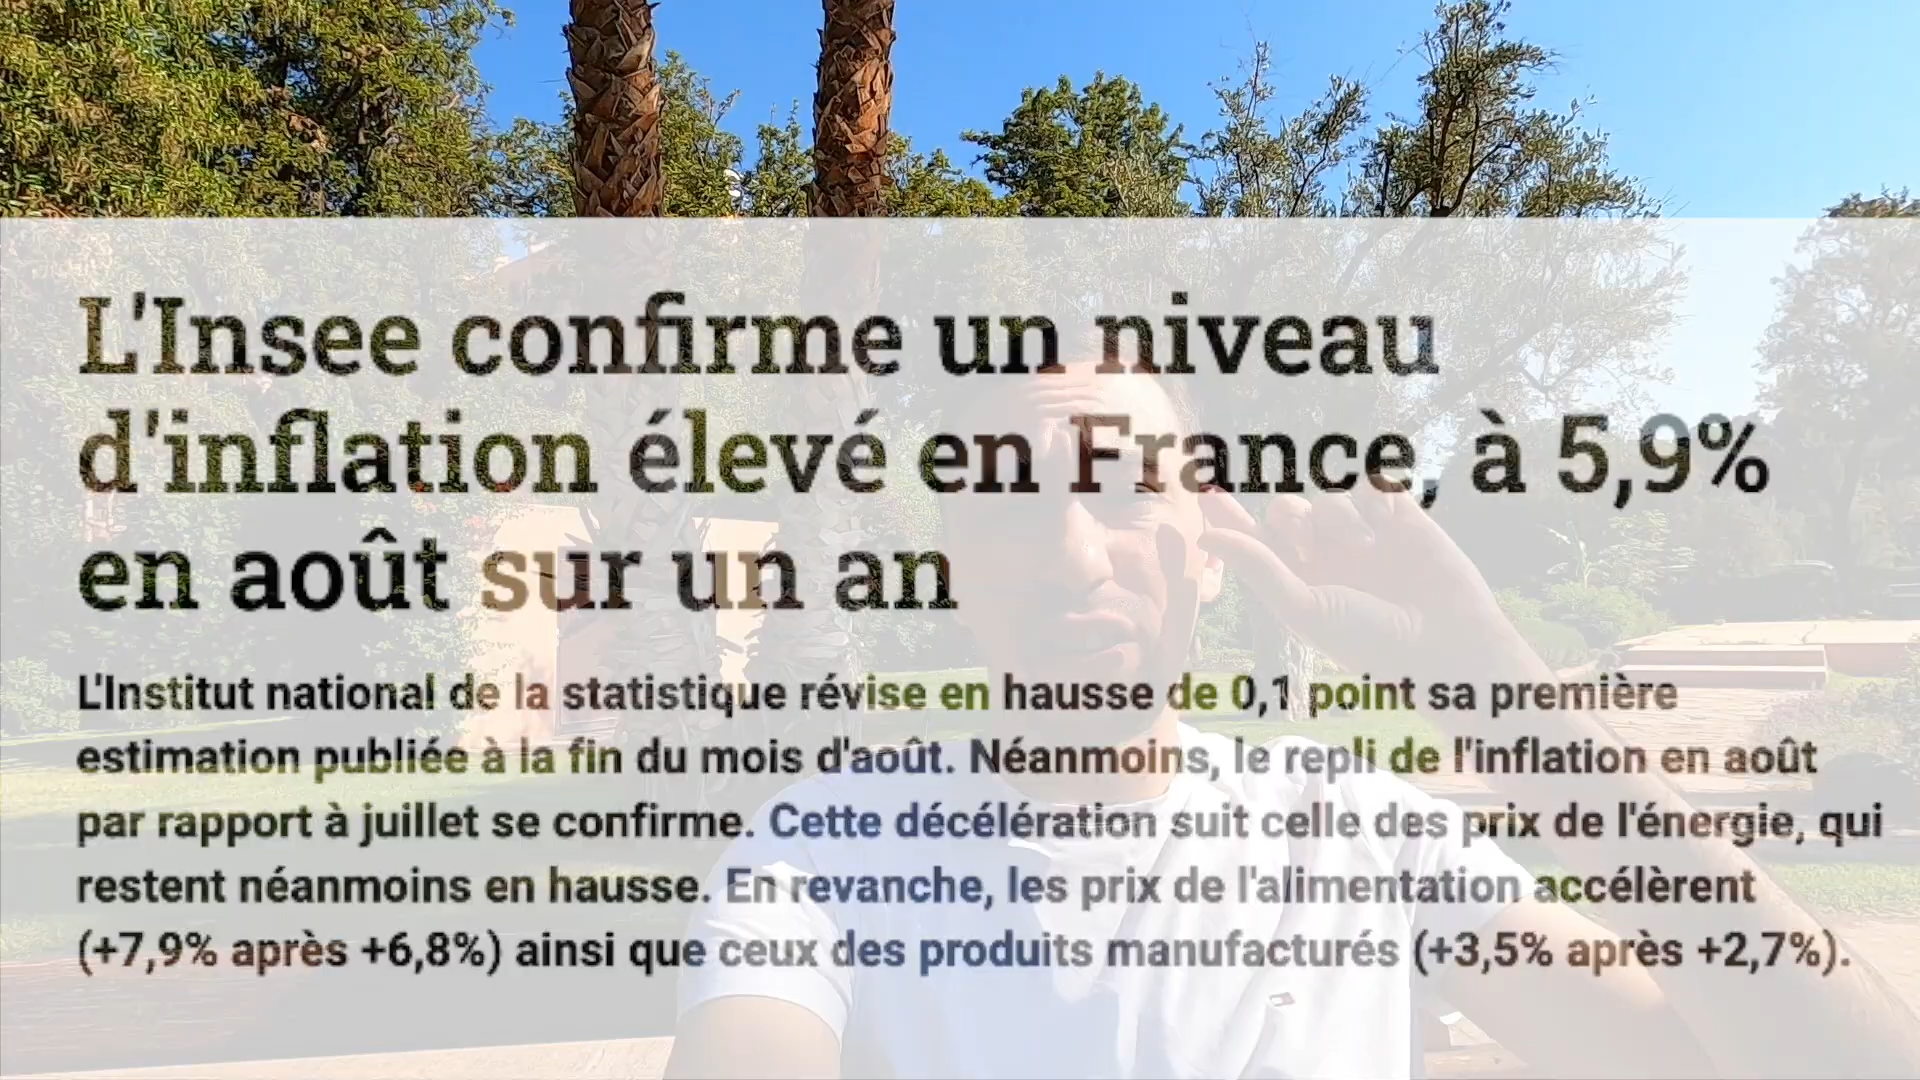 L'Insee confirme un niveau
d'inflation élevé en France, à 5,9%
en août sur un an
L'Institut national de la statistique révise en hausse de 0,1 point sa première
estimation publiée à la fin du mois d'août. Néanmoins, le repli de l'inflation en août
par rapport à juillet se confirme. Cette décélération suit celle des prix de l'énergie, qui
restent néanmoins en hausse. En revanche, les prix de l'alimentation accélèrent
(+7,9% après +6,8%) ainsi que ceux des produits manufacturés (+3,5% après +2,7%).